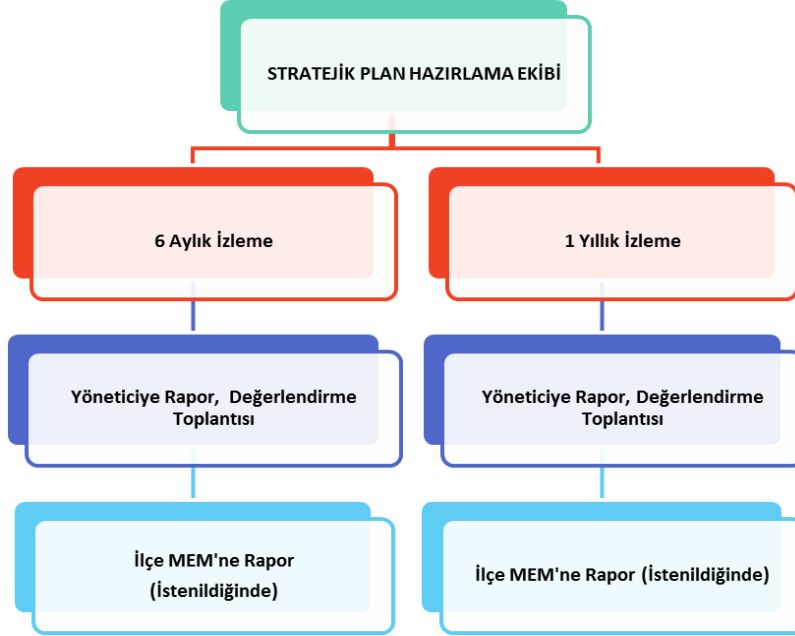 STRATEJİK PLAN HAZIRLAMA EKİBİ
6 Aylık İzleme
1 Yıllık İzleme
Yöneticiye Rapor, Değerlendirme
Toplantısı
Yöneticiye Rapor, Değerlendirme
Toplantısı
İlçe MEM'ne Rapor
(İstenildiğinde)
İlçe MEM'ne Rapor (İstenildiğinde)